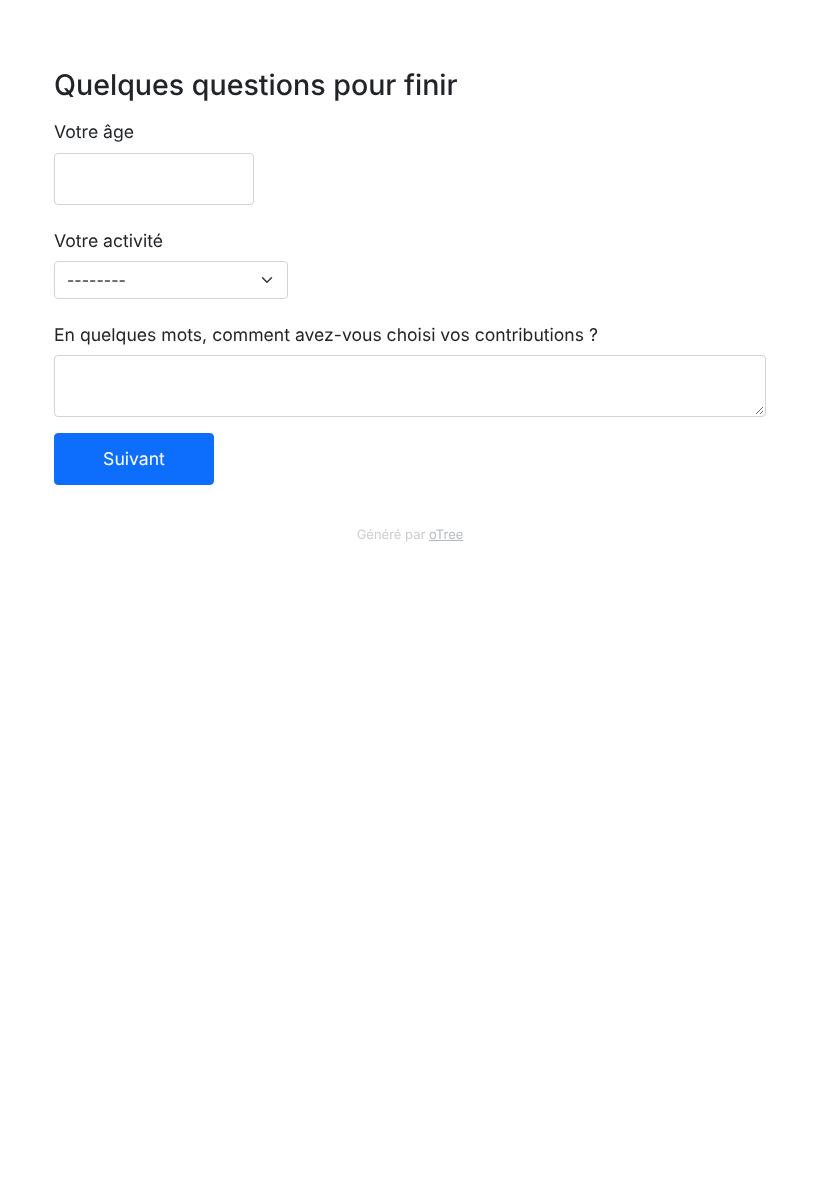 Quelques questions pour finir
Votre âge
Votre activité
--------
En quelques mots, comment avez-vous choisi vos contributions ?
Suivant
Généré par oTree